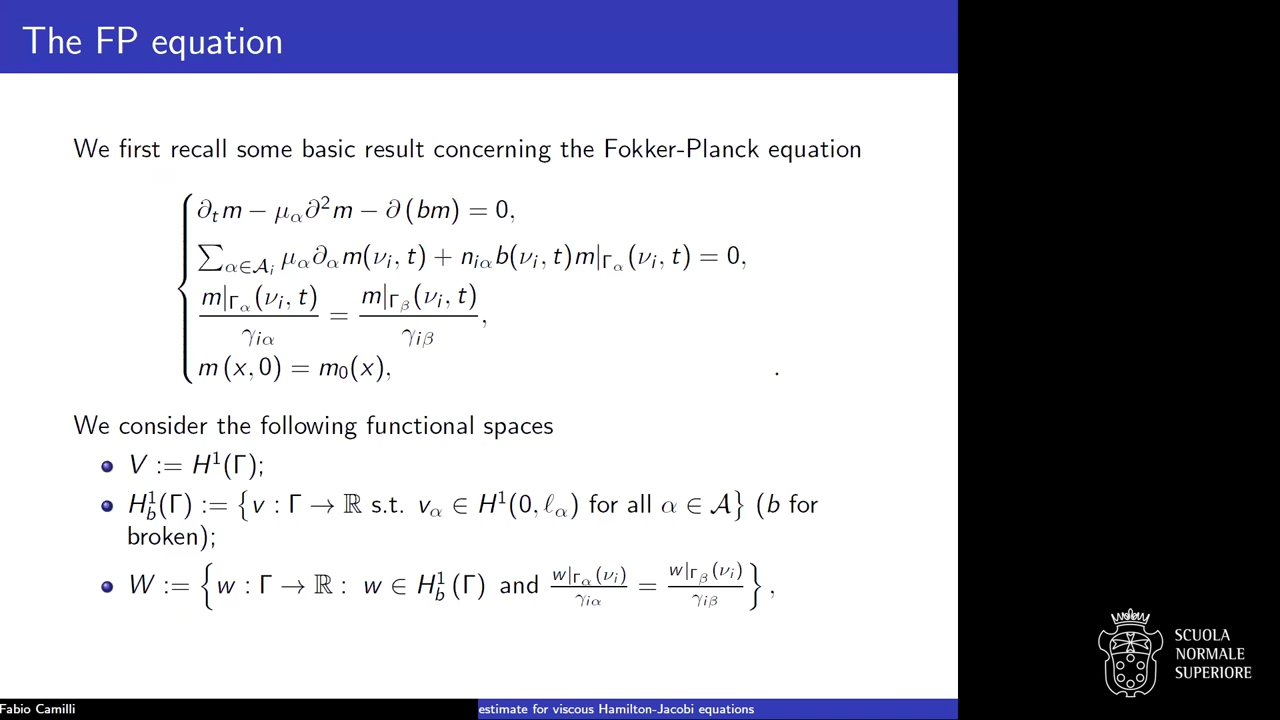 The FP equation
We first recall some basic result concerning the Fokker-Planck equation
∂ₜm − μ_α∂²m − ∂ (bm) = 0,
∑_{α∈𝒜ᵢ} μ_α∂_αm(νᵢ, t) + n_{iα}b(νᵢ, t)m|_{Γ_α}(νᵢ, t) = 0,
m|_{Γ_α}(νᵢ, t) / γ_{iα} = m|_{Γ_β}(νᵢ, t) / γ_{iβ},
m (x, 0) = m₀(x), .
We consider the following functional spaces
• V := H¹(Γ);
• H¹_b(Γ) := {v : Γ → ℝ s.t. v_α ∈ H¹(0, ℓ_α) for all α ∈ 𝒜} (b for
broken);
• W := {w : Γ → ℝ : w ∈ H¹_b (Γ) and w|_{Γ_α}(νᵢ) / γ_{iα} = w|_{Γ_β}(νᵢ) / γ_{iβ}},
SCUOLA
NORMALE
SUPERIORE
Fabio Camilli estimate for viscous Hamilton-Jacobi equations